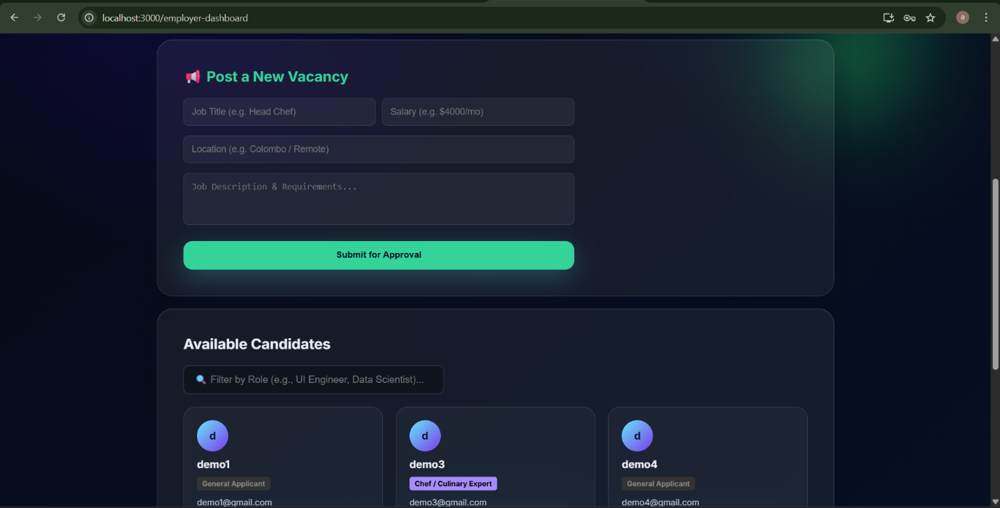 localhost:3000/employer-dashboard
a
Post a New Vacancy
Job Title (e.g. Head Chef)
Salary (e.g. $4000/mo)
Location (e.g. Colombo / Remote)
Job Description & Requirements...
Submit for Approval
Available Candidates
Filter by Role (e.g., UI Engineer, Data Scientist)...
d
demo1
General Applicant
demo1@gmail.com
d
demo3
Chef / Culinary Expert
demo3@gmail.com
d
demo4
General Applicant
demo4@gmail.com